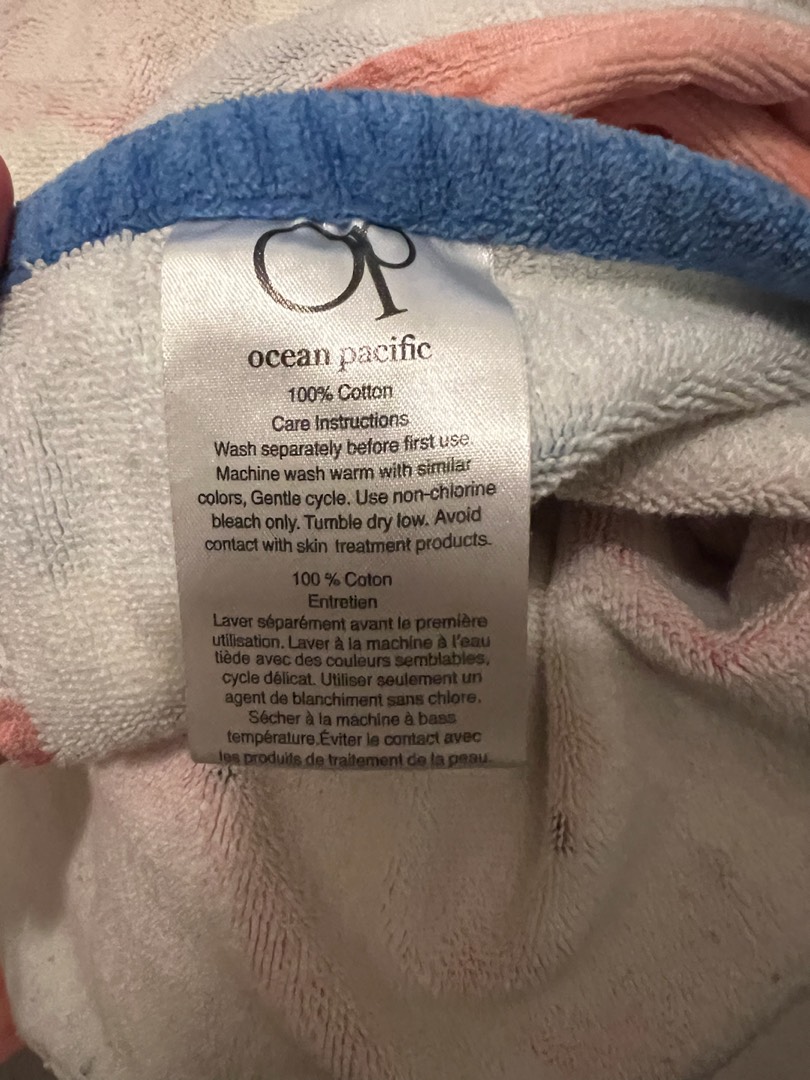 Op
ocean pacific
100% Cotton
Care Instructions
Wash separately before first use.
Machine wash warm with similar
colors, Gentle cycle. Use non-chlorine
bleach only. Tumble dry low. Avoid
contact with skin treatment products.
100 % Coton
Entretien
Laver séparément avant le première
utilisation. Laver à la machine à l'eau
tiède avec des couleurs semblables,
cycle délicat. Utiliser seulement un
agent de blanchiment sans chlore.
Sécher à la machine à bass
température.Éviter le contact avec
les produits de traitement de la peau.